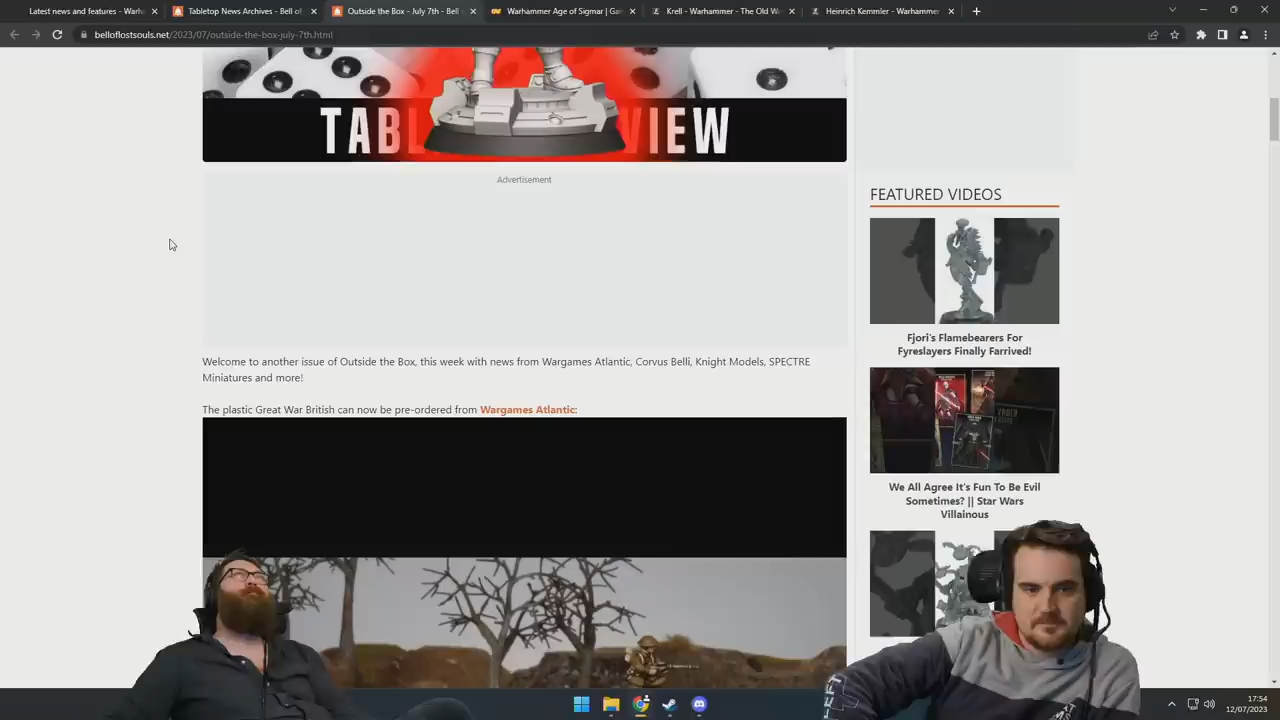 Latest news and features - Warh
Tabletop News Archives - Bell of
Outside the Box - July 7th - Bell
Warhammer Age of Sigmar | Gam
Krell - Warhammer - The Old Wo
Heinrich Kemmler - Warhammer
belloflostsouls.net/2023/07/outside-the-box-july-7th.html
TABL VIEW
Advertisement
FEATURED VIDEOS
Fjori's Flamebearers For
Fyreslayers Finally Farrived!
VADER
Welcome to another issue of Outside the Box, this week with news from Wargames Atlantic, Corvus Belli, Knight Models, SPECTRE
Miniatures and more!
The plastic Great War British can now be pre-ordered from Wargames Atlantic:
We All Agree It's Fun To Be Evil
Sometimes? || Star Wars
Villainous
17:54
12/07/2023